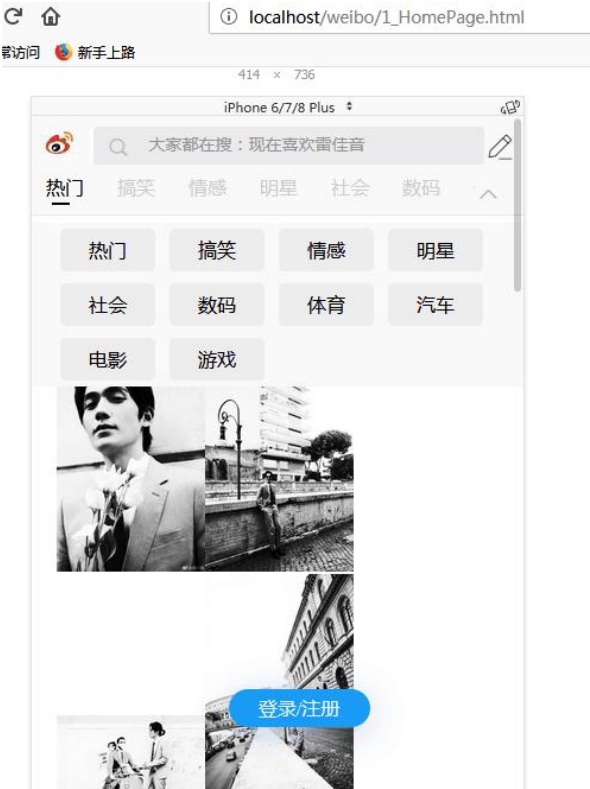 localhost/weibo/1_HomePage.html
常访问 新手上路
414 × 736
iPhone 6/7/8 Plus
大家都在搜：现在喜欢雷佳音
热门 搞笑 情感 明星 社会 数码
热门 搞笑 情感 明星
社会 数码 体育 汽车
电影 游戏
登录/注册